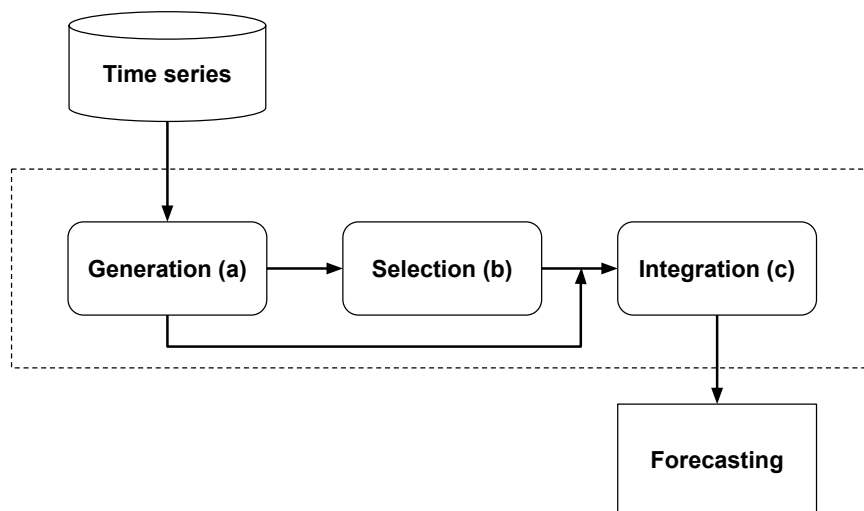 Time series
Generation (a)
Selection (b)
Integration (c)
Forecasting